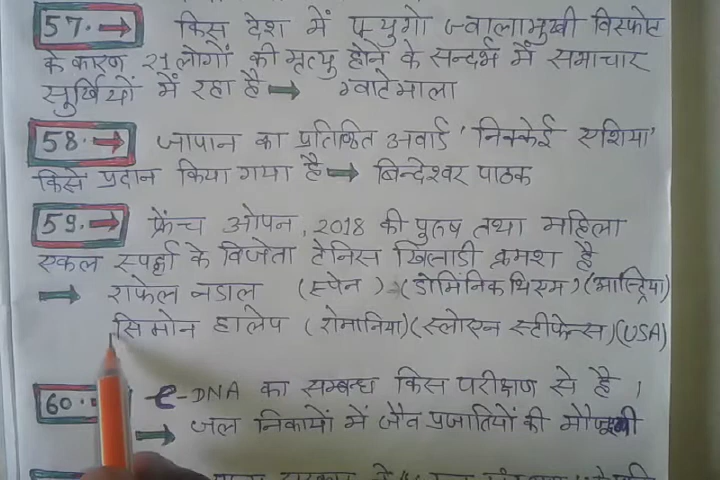 57.→ किस देश में फ्युगो ज्वालामुखी विस्फोट
के कारण 21 लोगों की मृत्यु होने के सन्दर्भ में समाचार
सुर्खियों में रहा है → ग्वाटेमाला
58.→ जापान का प्रतिष्ठित अवार्ड 'निक्केई एशिया'
किसे प्रदान किया गया है → बिन्देश्वर पाठक
59.→ फ्रेंच ओपन, 2018 की पुरुष तथा महिला
एकल स्पर्द्धा के विजेता टेनिस खिलाडी क्रमश है
→ राफेल नडाल (स्पेन) - (डोमिनिक थिएम) (आस्ट्रिया)
सिमोन हालेप (रोमानिया) (स्लोएन स्टीफेन्स) (USA)
60. e-DNA का सम्बन्ध किस परीक्षण से है।
→ जल निकायों में जैव प्रजातियों की मौजूदगी